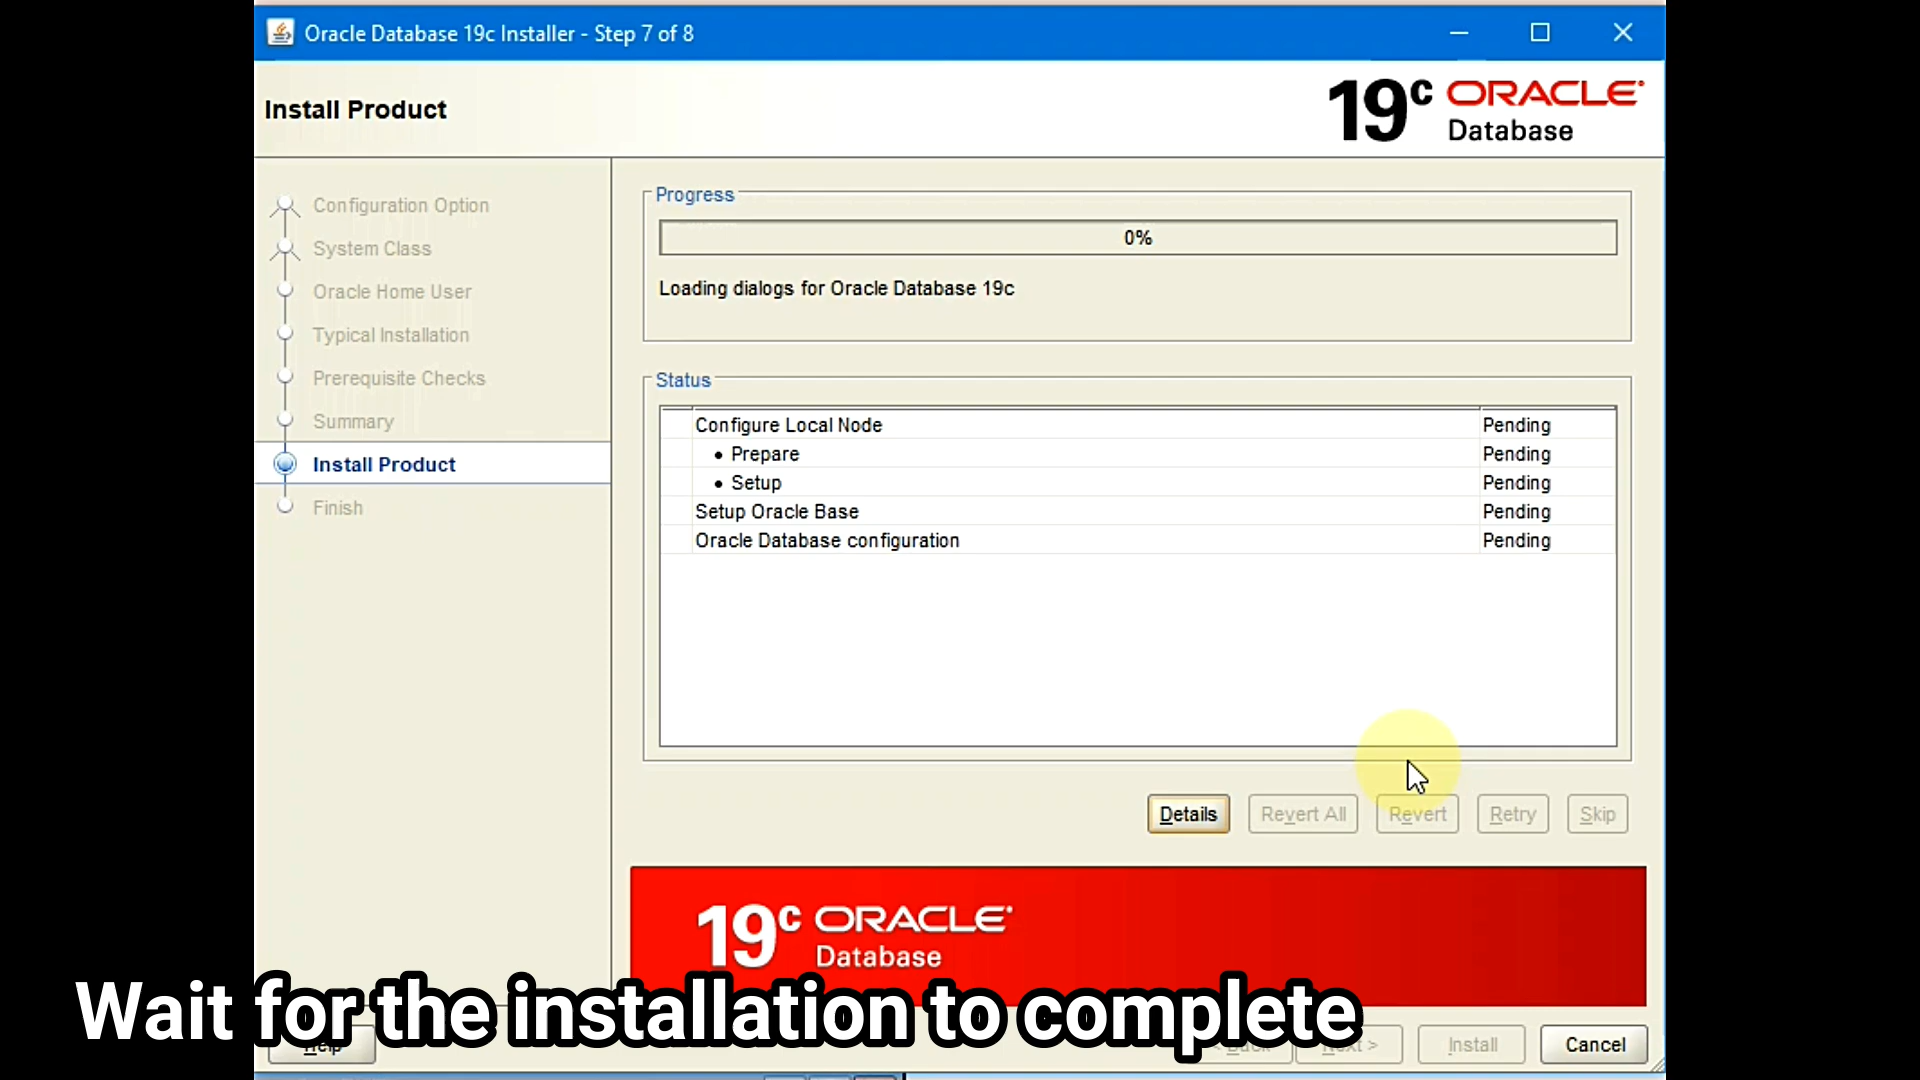 Oracle Database 19c Installer - Step 7 of 8
Install Product
19c ORACLE
Database
Configuration Option
System Class
Oracle Home User
Typical Installation
Prerequisite Checks
Summary
Install Product
Finish
Progress
0%
Loading dialogs for Oracle Database 19c
Status
Configure Local Node Pending
• Prepare Pending
• Setup Pending
Setup Oracle Base Pending
Oracle Database configuration Pending
Details Revert All Revert Retry Skip
19c ORACLE
Database
Wait for the installation to complete
Help Next > Install Cancel